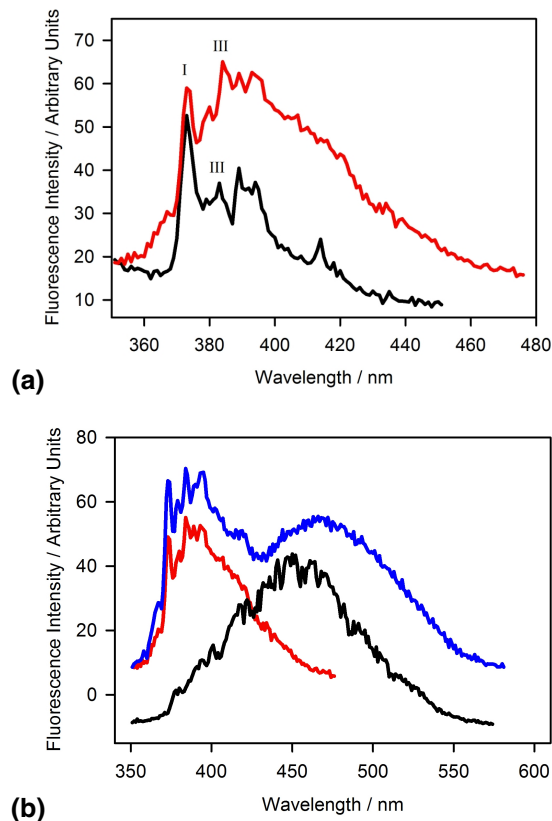 Fluorescence Intensity / Arbitrary Units
70
60
50
40
30
20
10
I
III
III
360 380 400 420 440 460 480
Wavelength / nm
(a)
Fluorescence Intensity / Arbitrary Units
80
60
40
20
0
350 400 450 500 550 600
Wavelength / nm
(b)